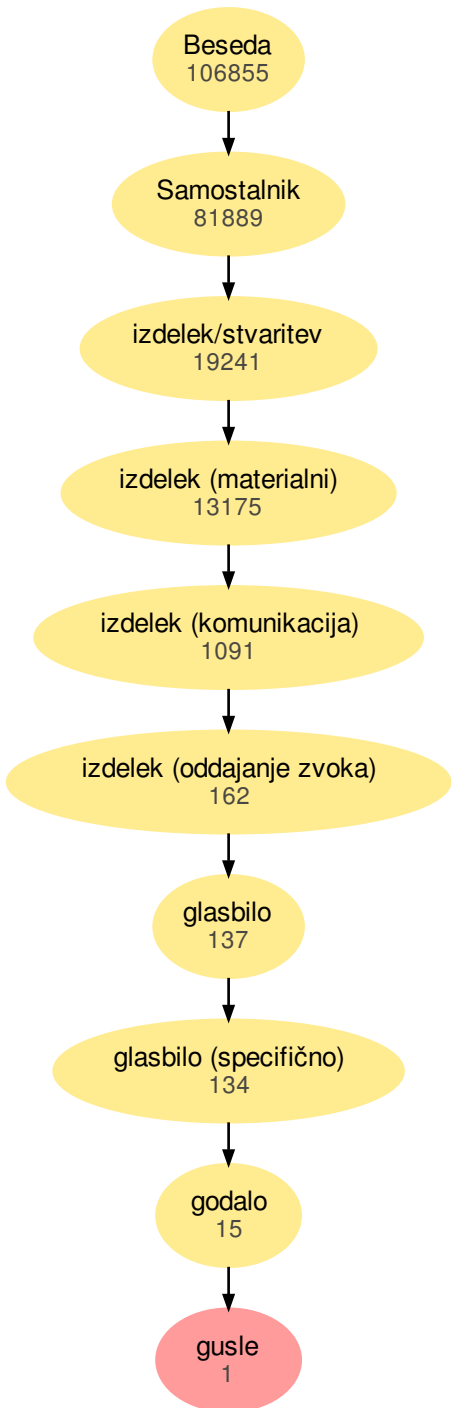 Beseda
106855
Samostalnik
81889
izdelek/stvaritev
19241
izdelek (materialni)
13175
izdelek (komunikacija)
1091
izdelek (oddajanje zvoka)
162
glasbilo
137
glasbilo (specifično)
134
godalo
15
gusle
1